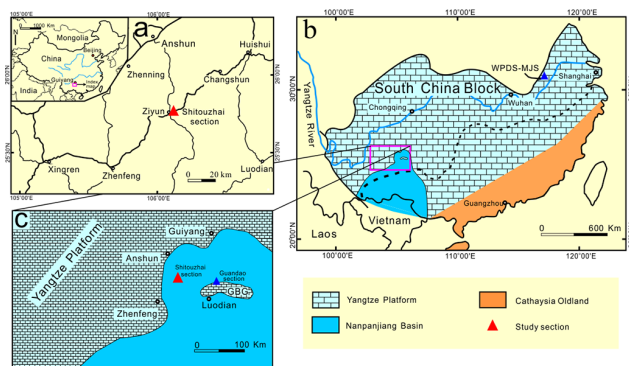 105°00'E
106°00'E
0 1000 Km
N
Mongolia
Beijing
China
Guiyang
Index map
India
a
Anshun
Huishui
Zhenning
Changshun
Ziyun
Shitouzhai section
Xingren
Zhenfeng
Luodian
0 20 km
26°00'N
25°30'N
b
100°00'E
110°00'E
120°00'E
30°00'N
20°00'N
WPDS-MJS
Shanghai
South China Block
Wuhan
Chongqing
Yangtze River
Guangzhou
Vietnam
Laos
0 600 Km
c
Yangtze Platform
Guiyang
Anshun
Shitouzhai section
Guandao section
GBG
Luodian
Zhenfeng
0 100 Km
Yangtze Platform
Cathaysia Oldland
Nanpanjiang Basin
Study section